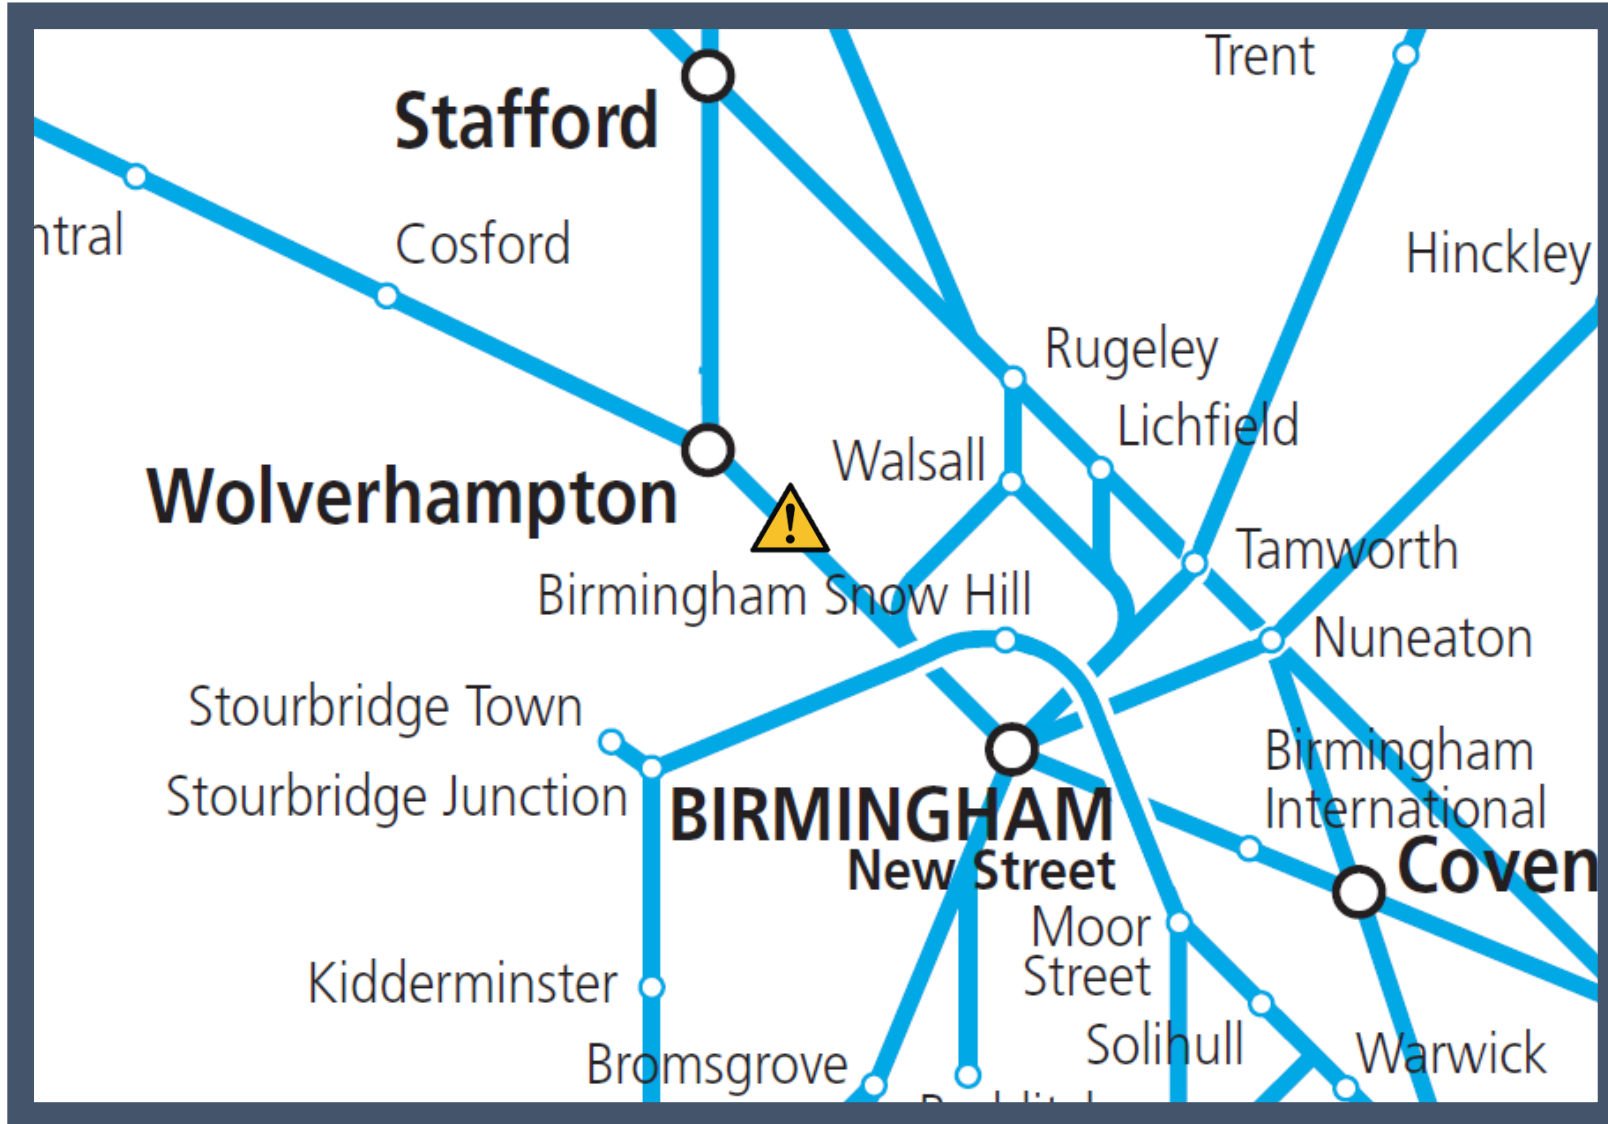 Trent
Stafford
ntral
Cosford
Hinckley
Rugeley
Lichfield
Walsall
Wolverhampton
Tamworth
Birmingham Snow Hill
Nuneaton
Stourbridge Town
Birmingham
International
Stourbridge Junction
BIRMINGHAM
New Street
Coven
Moor
Street
Kidderminster
Solihull
Warwick
Bromsgrove